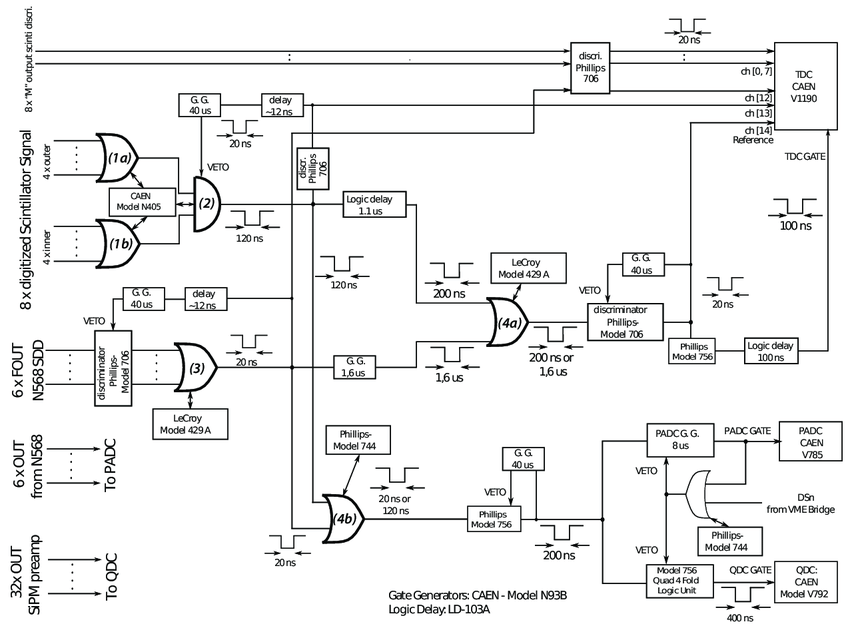 8x "M" output scinti discri.
20 ns
discri.
Phillips
706
ch [0, 7]
TDC
CAEN
V1190
ch [12]
ch [13]
ch [14]
Reference
TDC GATE
G. G.
40 us
delay
~12 ns
20 ns
VETO
8 x digitized Scintillator Signal
4 x outer
4 x inner
(1a)
(1b)
CAEN
Model N405
(2)
120 ns
discri.
Phillips
706
Logic delay
1.1 us
120 ns
100 ns
G. G.
40 us
delay
~12 ns
VETO
6 x FOUT
N568 SDD
discriminator
Phillips-
Model 706
(3)
20 ns
LeCroy
Model 429 A
G. G.
1,6 us
200 ns
1,6 us
LeCroy
Model 429 A
(4a)
200 ns or
1,6 us
G. G.
40 us
VETO
discriminator
Phillips-
Model 706
20 ns
Phillips
Model 756
Logic delay
100 ns
6 x OUT
from N568
To PADC
32x OUT
SiPM preamp
To QDC
Phillips-
Model 744
(4b)
20 ns or
120 ns
20 ns
G. G.
40 us
VETO
Phillips
Model 756
200 ns
PADC G. G.
8 us
PADC GATE
PADC
CAEN
V785
VETO
DSn
from VME Bridge
Phillips-
Model 744
VETO
Model 756
Quad 4 Fold
Logic Unit
QDC GATE
QDC:
CAEN
Model V792
400 ns
Gate Generators: CAEN - Model N93B
Logic Delay: LD-103A